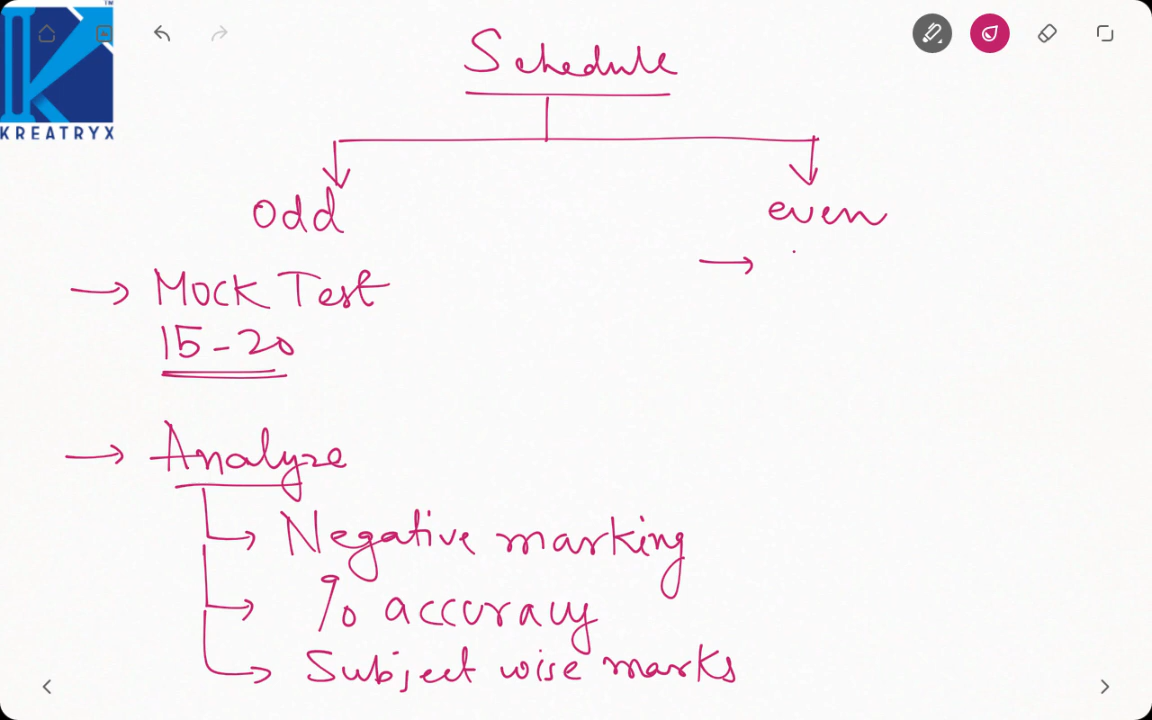 KREATRYX
Schedule
Odd even
→ Mock Test →
15-20
→ Analyze
Negative marking
% accuracy
Subject wise marks